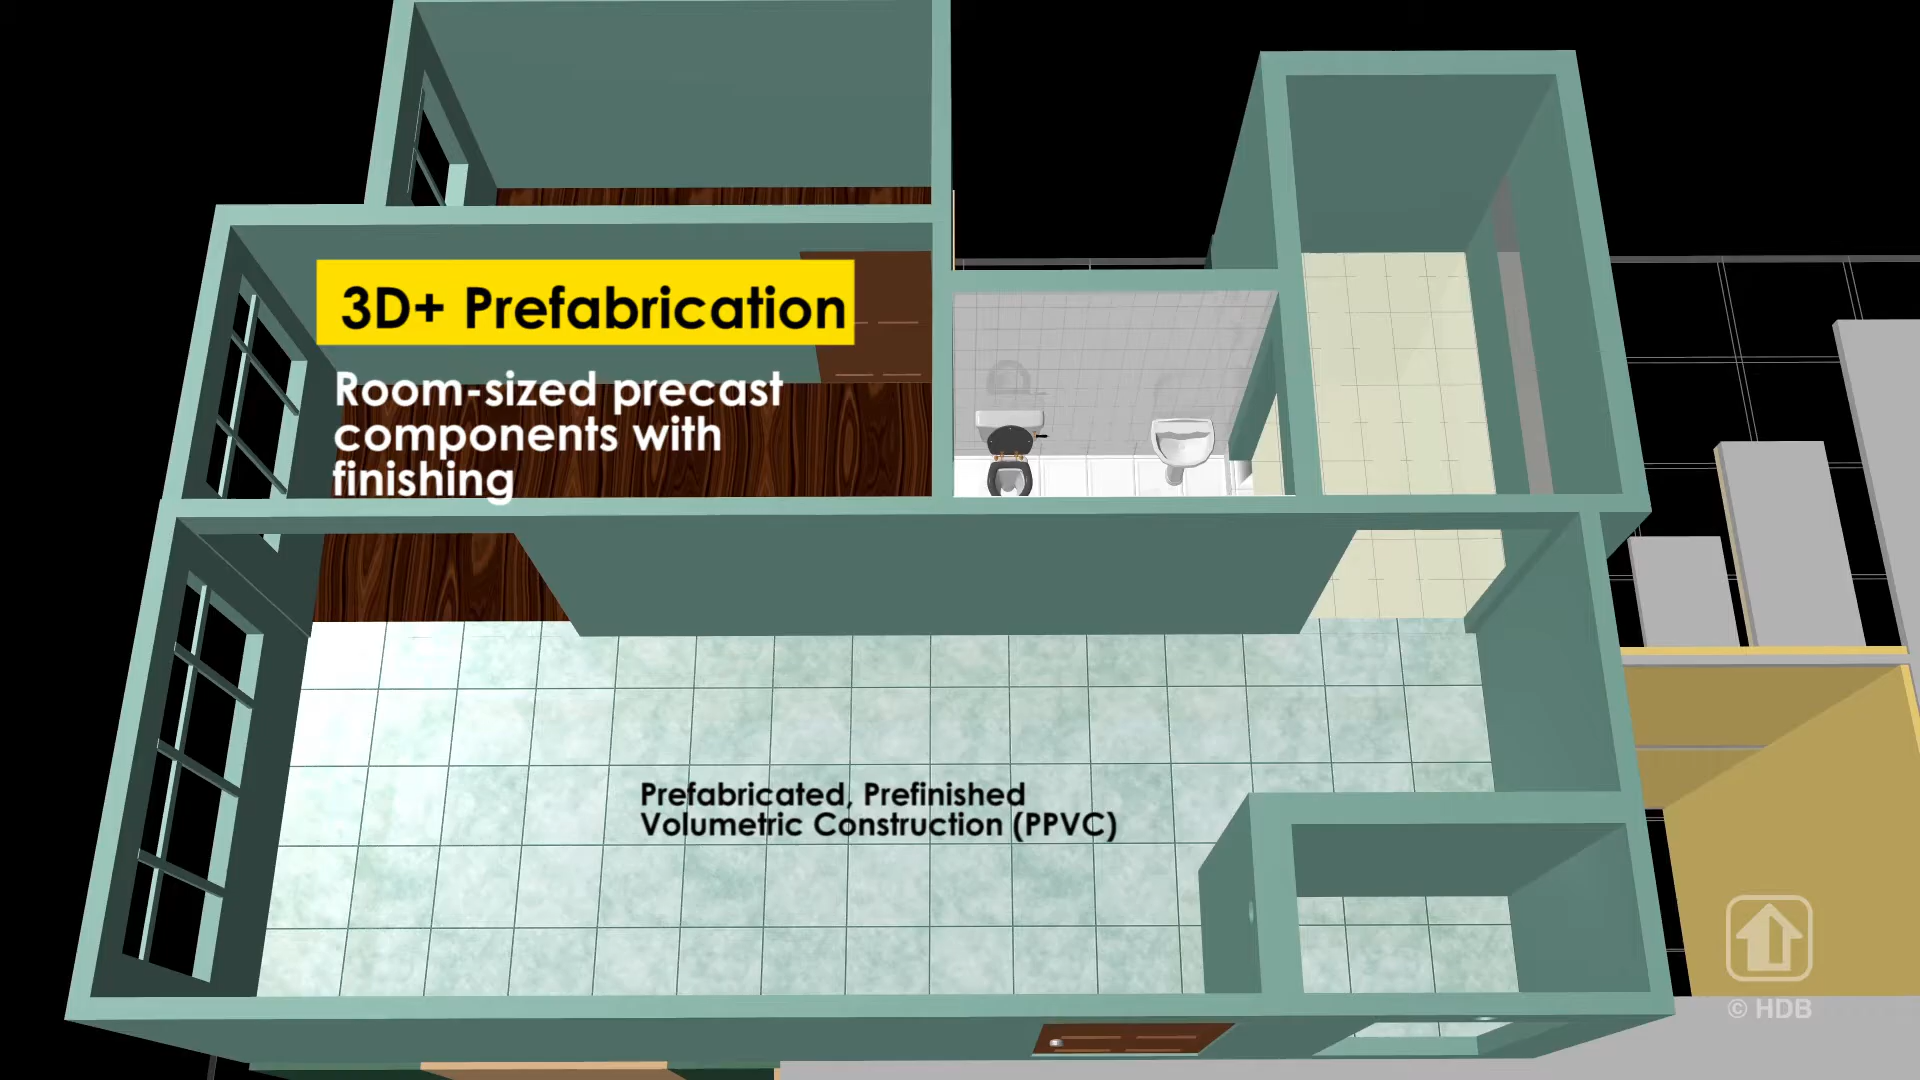 3D+ Prefabrication
Room-sized precast
components with
finishing
Prefabricated, Prefinished
Volumetric Construction (PPVC)
© HDB